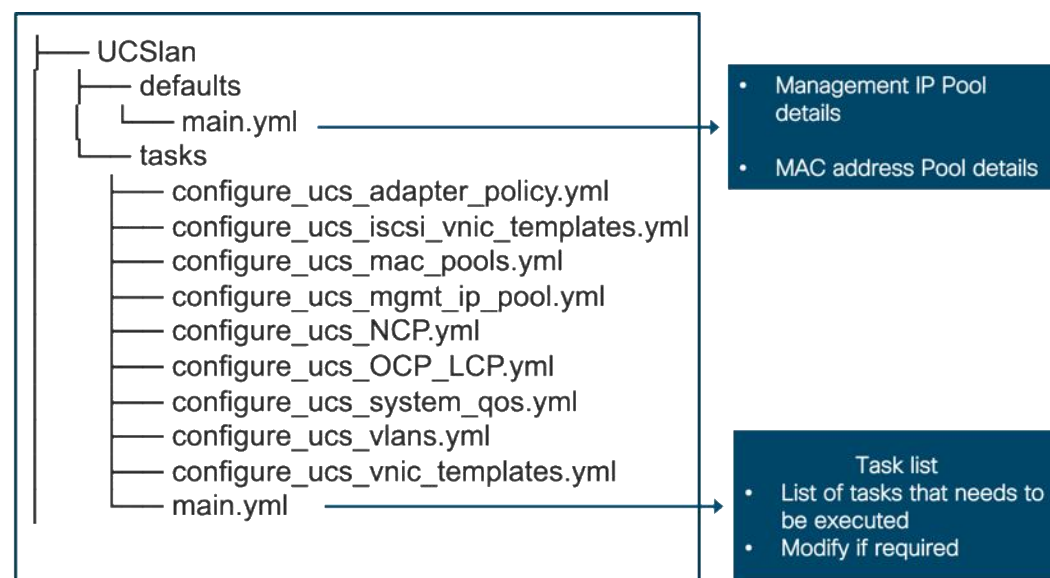 UCSlan
defaults
main.yml
tasks
configure_ucs_adapter_policy.yml
configure_ucs_iscsi_vnic_templates.yml
configure_ucs_mac_pools.yml
configure_ucs_mgmt_ip_pool.yml
configure_ucs_NCP.yml
configure_ucs_OCP_LCP.yml
configure_ucs_system_qos.yml
configure_ucs_vlans.yml
configure_ucs_vnic_templates.yml
main.yml
• Management IP Pool
details
• MAC address Pool details
Task list
• List of tasks that needs to
be executed
• Modify if required